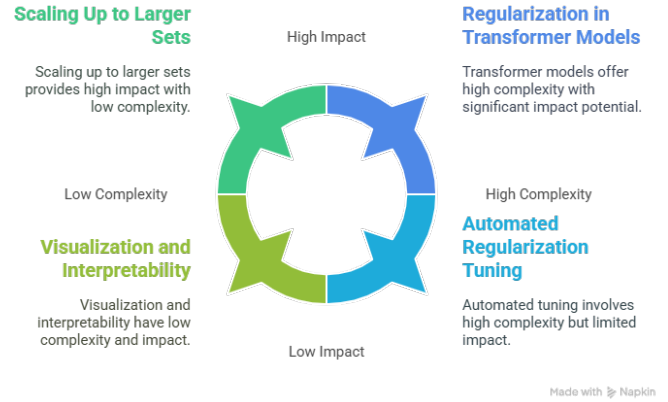 Scaling Up to Larger
Sets
Scaling up to larger sets
provides high impact with
low complexity.
High Impact
Regularization in
Transformer Models
Transformer models offer
high complexity with
significant impact potential.
Low Complexity
High Complexity
Visualization and
Interpretability
Visualization and
interpretability have low
complexity and impact.
Automated
Regularization
Tuning
Automated tuning involves
high complexity but limited
impact.
Low Impact
Made with Napkin